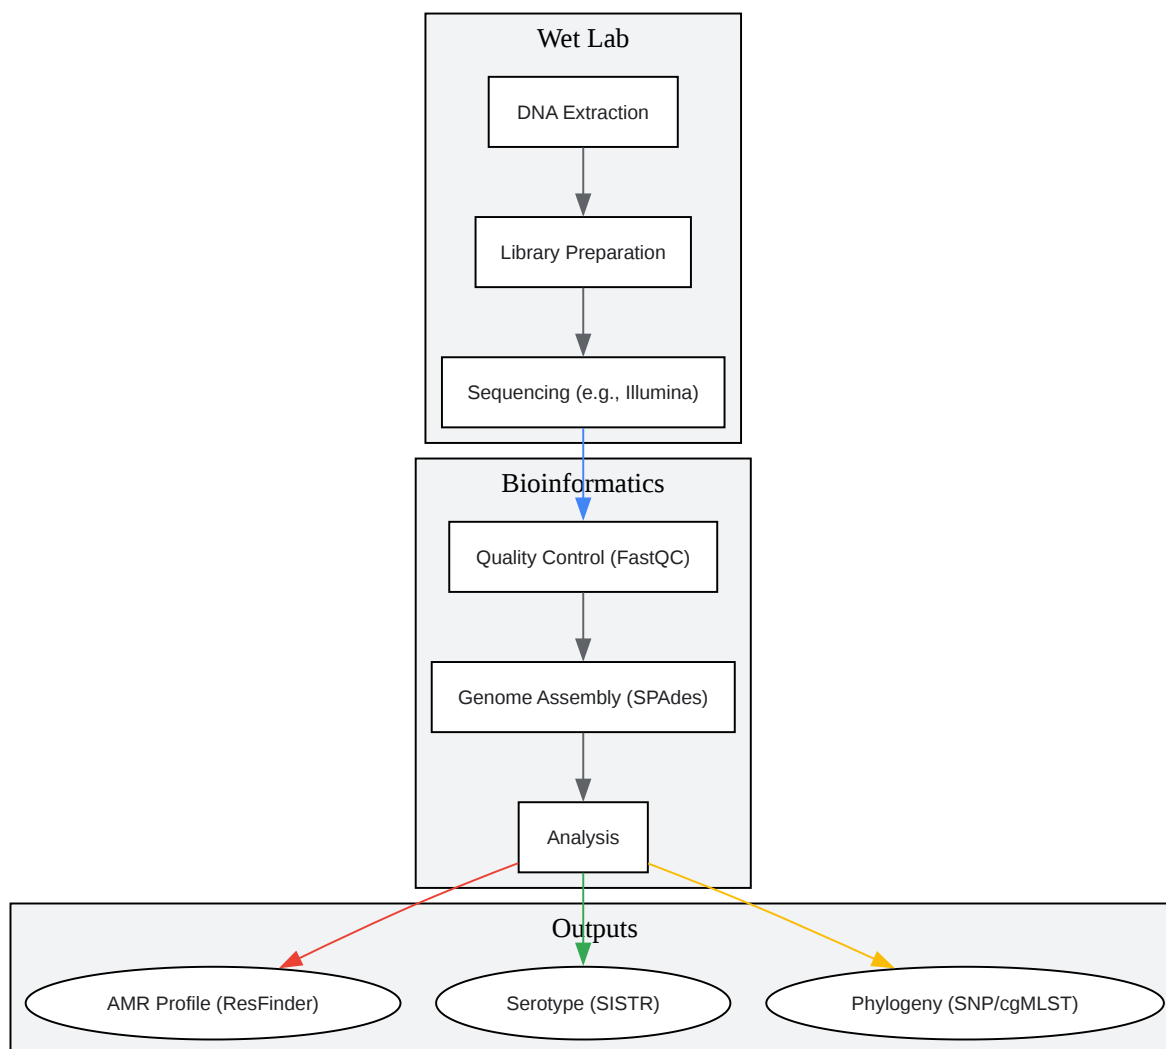 Wet Lab
DNA Extraction
Library Preparation
Sequencing (e.g., Illumina)
Bioinformatics
Quality Control (FastQC)
Genome Assembly (SPAdes)
Analysis
Outputs
AMR Profile (ResFinder)
Serotype (SISTR)
Phylogeny (SNP/cgMLST)